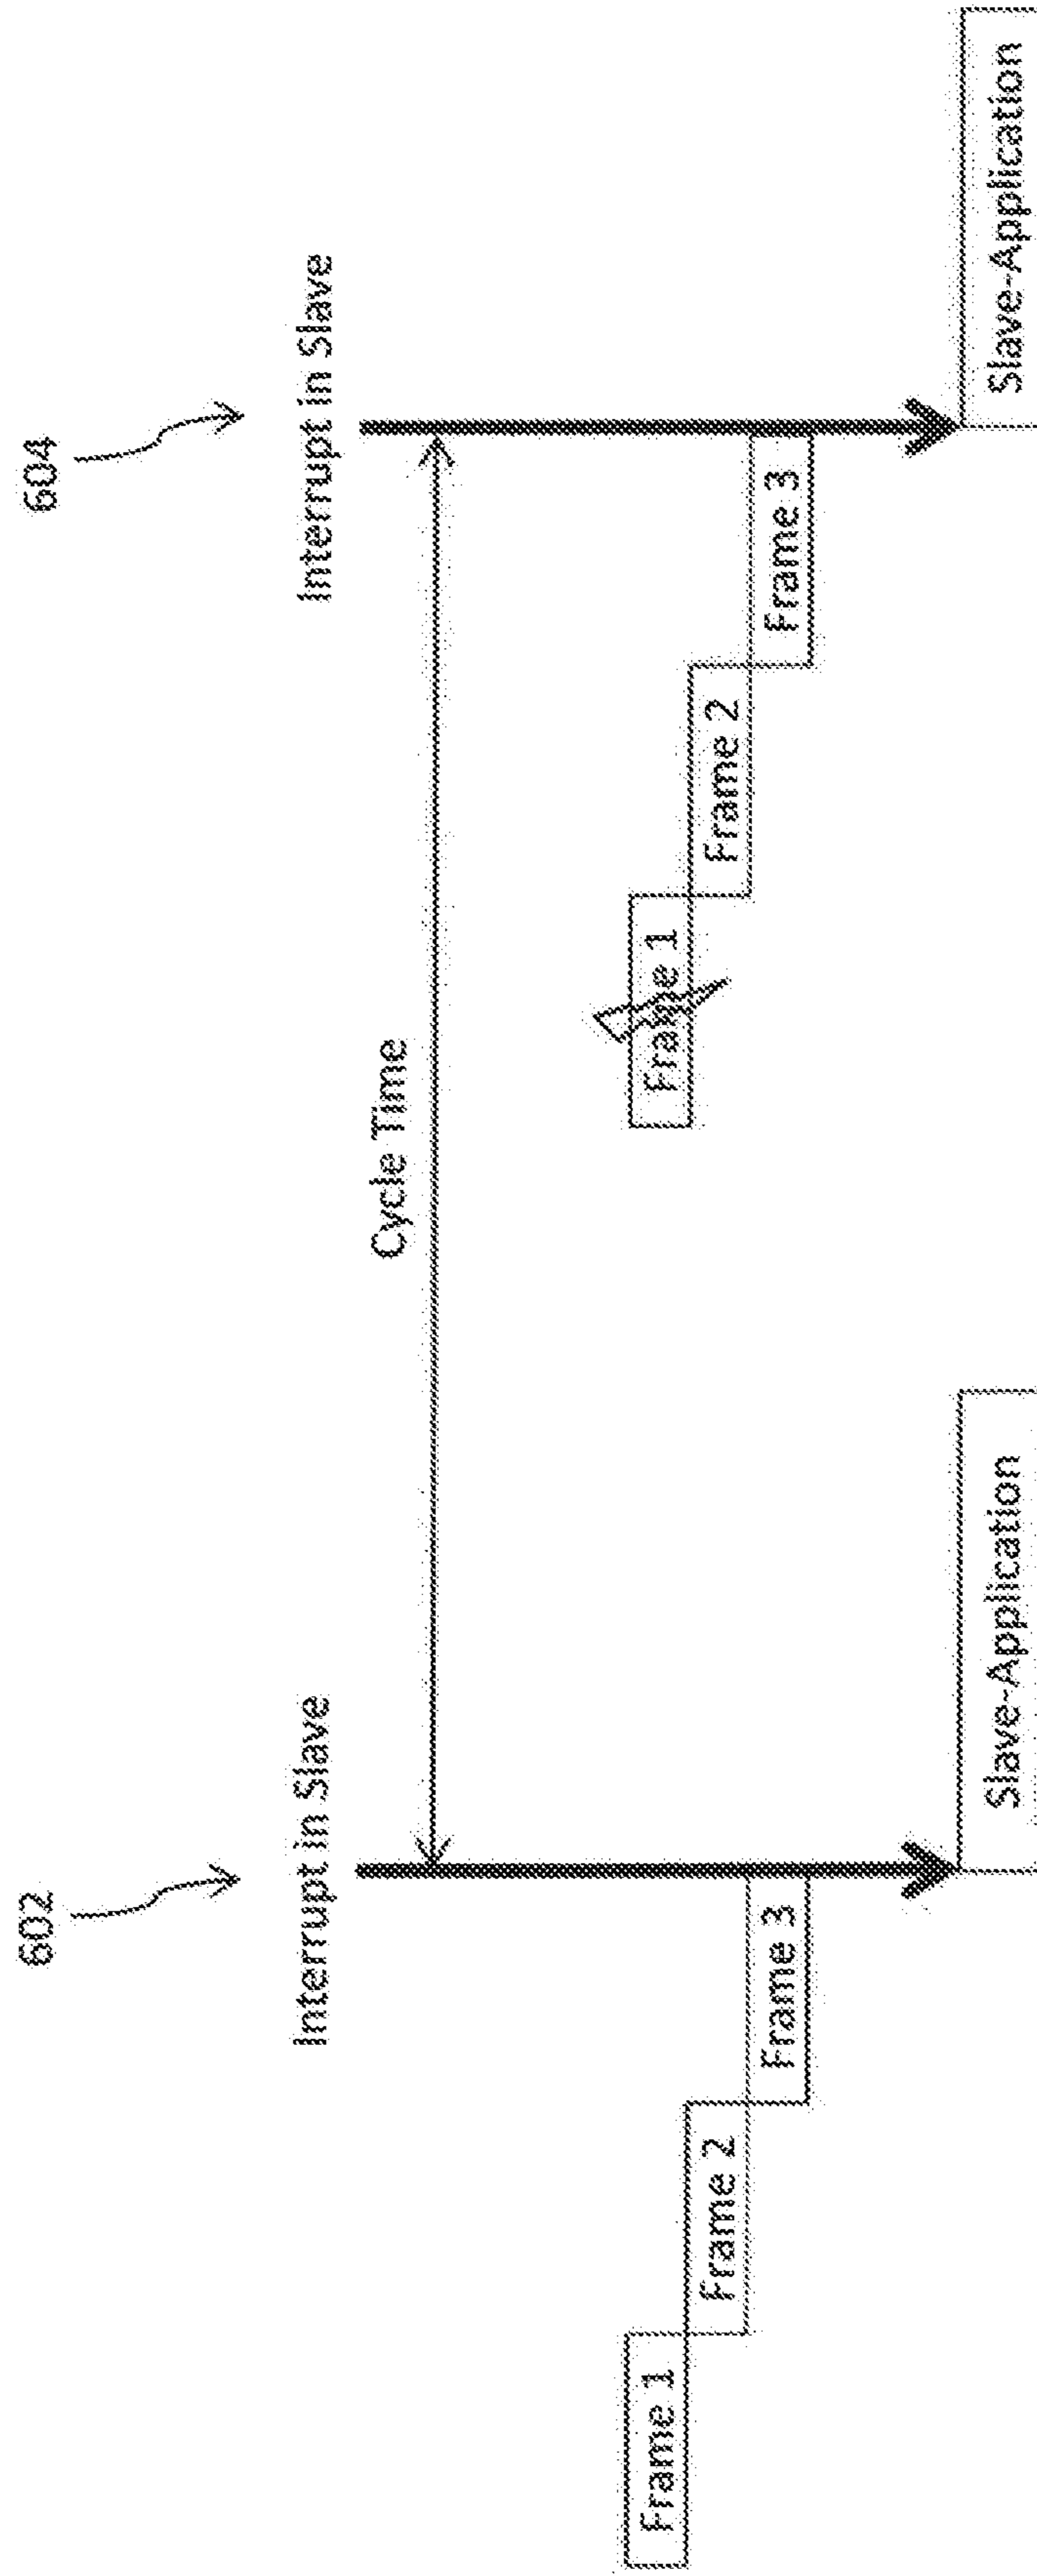 602
604
Interrupt in Slave
Interrupt in Slave
Cycle Time
Frame 1
Frame 1
Frame 2
Frame 2
Frame 3
Frame 3
Slave-Application
Slave-Application